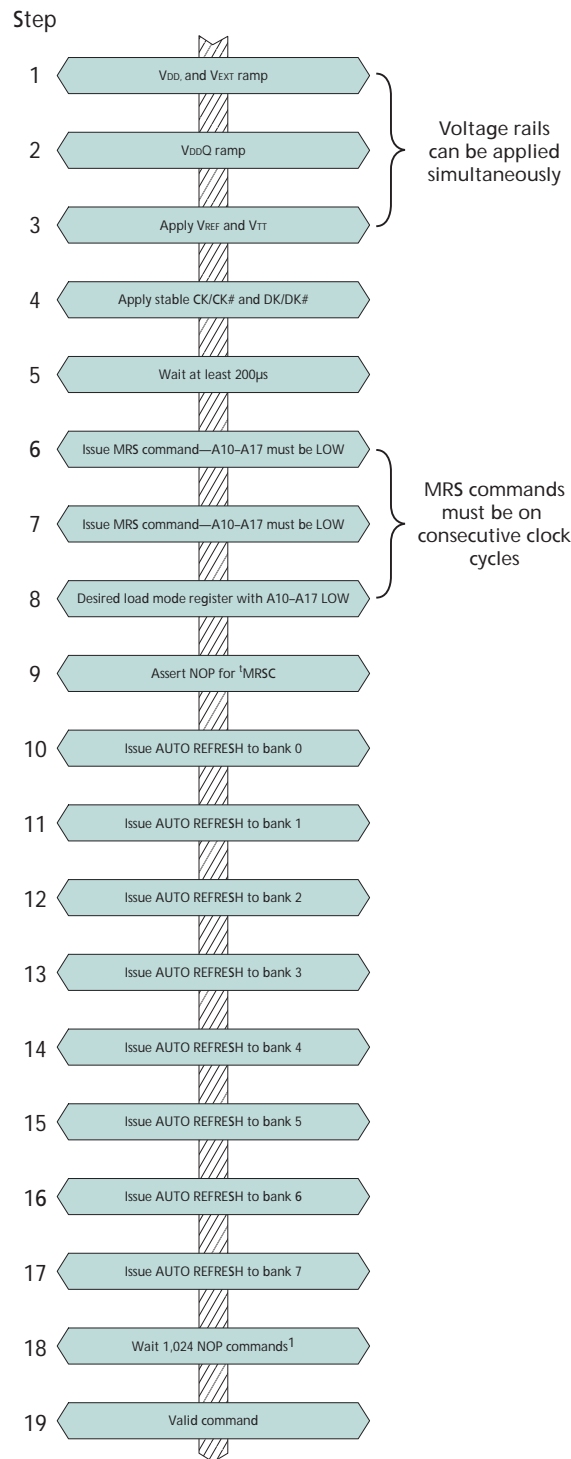 Step
1 VDD, and VEXT ramp
2 VDDQ ramp
3 Apply VREF and VTT
Voltage rails
can be applied
simultaneously
4 Apply stable CK/CK# and DK/DK#
5 Wait at least 200µs
6 Issue MRS command—A10–A17 must be LOW
7 Issue MRS command—A10–A17 must be LOW
8 Desired load mode register with A10–A17 LOW
MRS commands
must be on
consecutive clock
cycles
9 Assert NOP for tMRSC
10 Issue AUTO REFRESH to bank 0
11 Issue AUTO REFRESH to bank 1
12 Issue AUTO REFRESH to bank 2
13 Issue AUTO REFRESH to bank 3
14 Issue AUTO REFRESH to bank 4
15 Issue AUTO REFRESH to bank 5
16 Issue AUTO REFRESH to bank 6
17 Issue AUTO REFRESH to bank 7
18 Wait 1,024 NOP commands1
19 Valid command